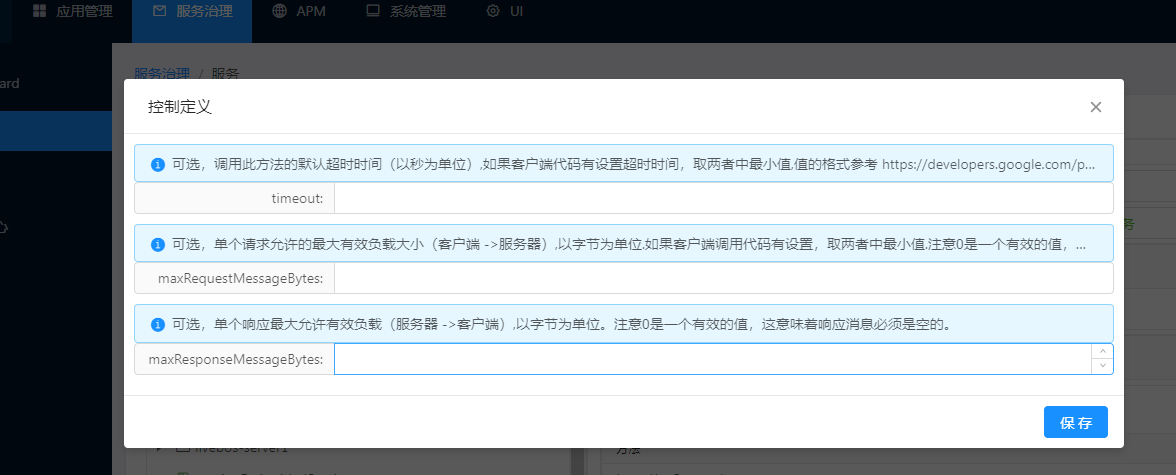 应用管理 服务治理 APM 系统管理 UI
ard
服务治理 / 服务
控制定义
可选，调用此方法的默认超时时间（以秒为单位）,如果客户端代码有设置超时时间，取两者中最小值,值的格式参考 https://developers.google.com/p...
timeout:
务
可选，单个请求允许的最大有效负载大小（客户端 ->服务器）,以字节为单位.如果客户端调用代码有设置，取两者中最小值.注意0是一个有效的值，...
maxRequestMessageBytes:
可选，单个响应最大允许有效负载（服务器 ->客户端）,以字节为单位。注意0是一个有效的值，这意味着响应消息必须是空的。
maxResponseMessageBytes:
保 存
livebos-server1
方法